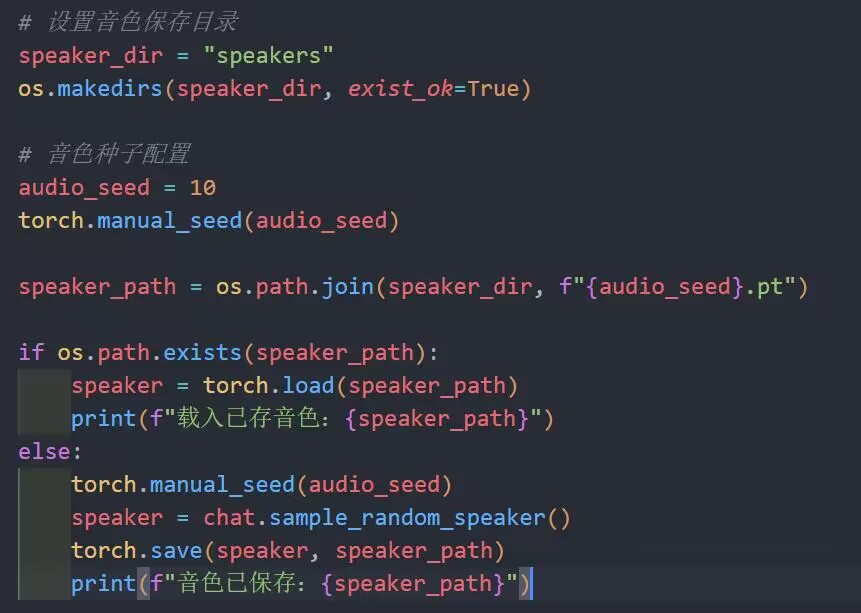 # 设置音色保存目录
speaker_dir = "speakers"
os.makedirs(speaker_dir, exist_ok=True)
# 音色种子配置
audio_seed = 10
torch.manual_seed(audio_seed)
speaker_path = os.path.join(speaker_dir, f"{audio_seed}.pt")
if os.path.exists(speaker_path):
    speaker = torch.load(speaker_path)
    print(f"载入已存音色：{speaker_path}")
else:
    torch.manual_seed(audio_seed)
    speaker = chat.sample_random_speaker()
    torch.save(speaker, speaker_path)
    print(f"音色已保存：{speaker_path}")